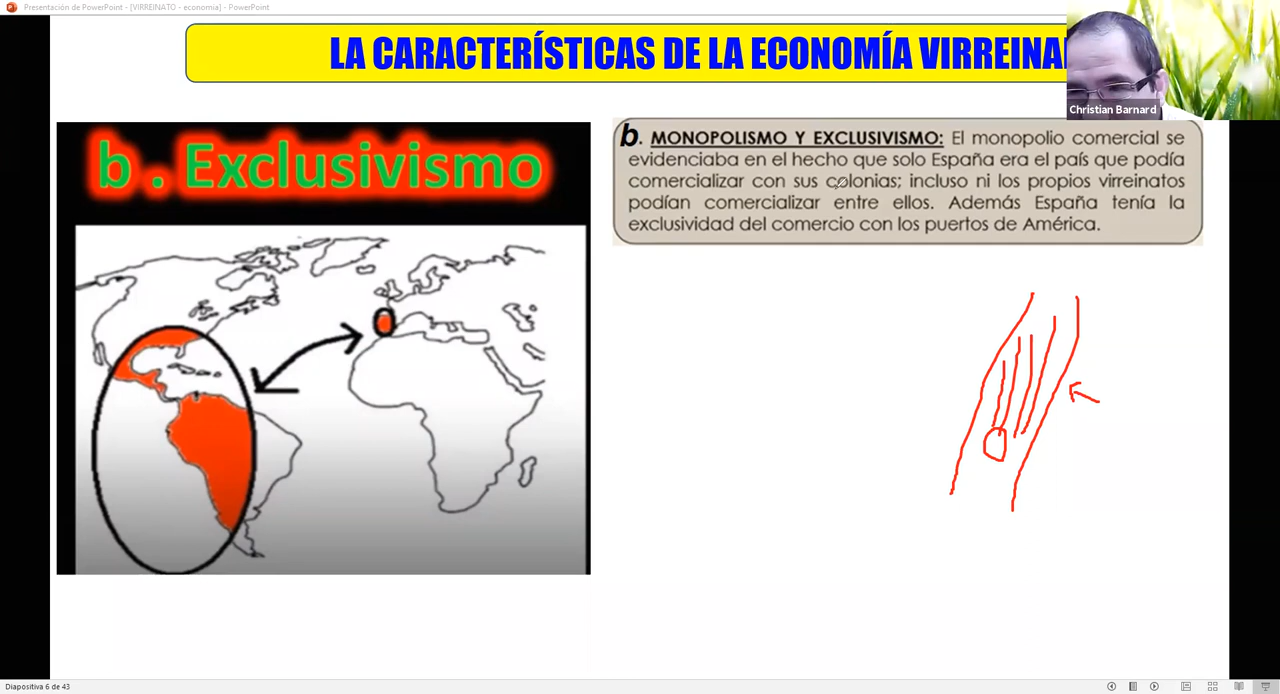 Presentación de PowerPoint - [VIRREINATO - economia] - PowerPoint
LA CARACTERÍSTICAS DE LA ECONOMÍA VIRREINA
Christian Barnard
b . Exclusivismo
b. MONOPOLISMO Y EXCLUSIVISMO: El monopolio comercial se
evidenciaba en el hecho que solo España era el país que podía
comercializar con sus colonias; incluso ni los propios virreinatos
podían comercializar entre ellos. Además España tenía la
exclusividad del comercio con los puertos de América.
Diapositiva 6 de 43